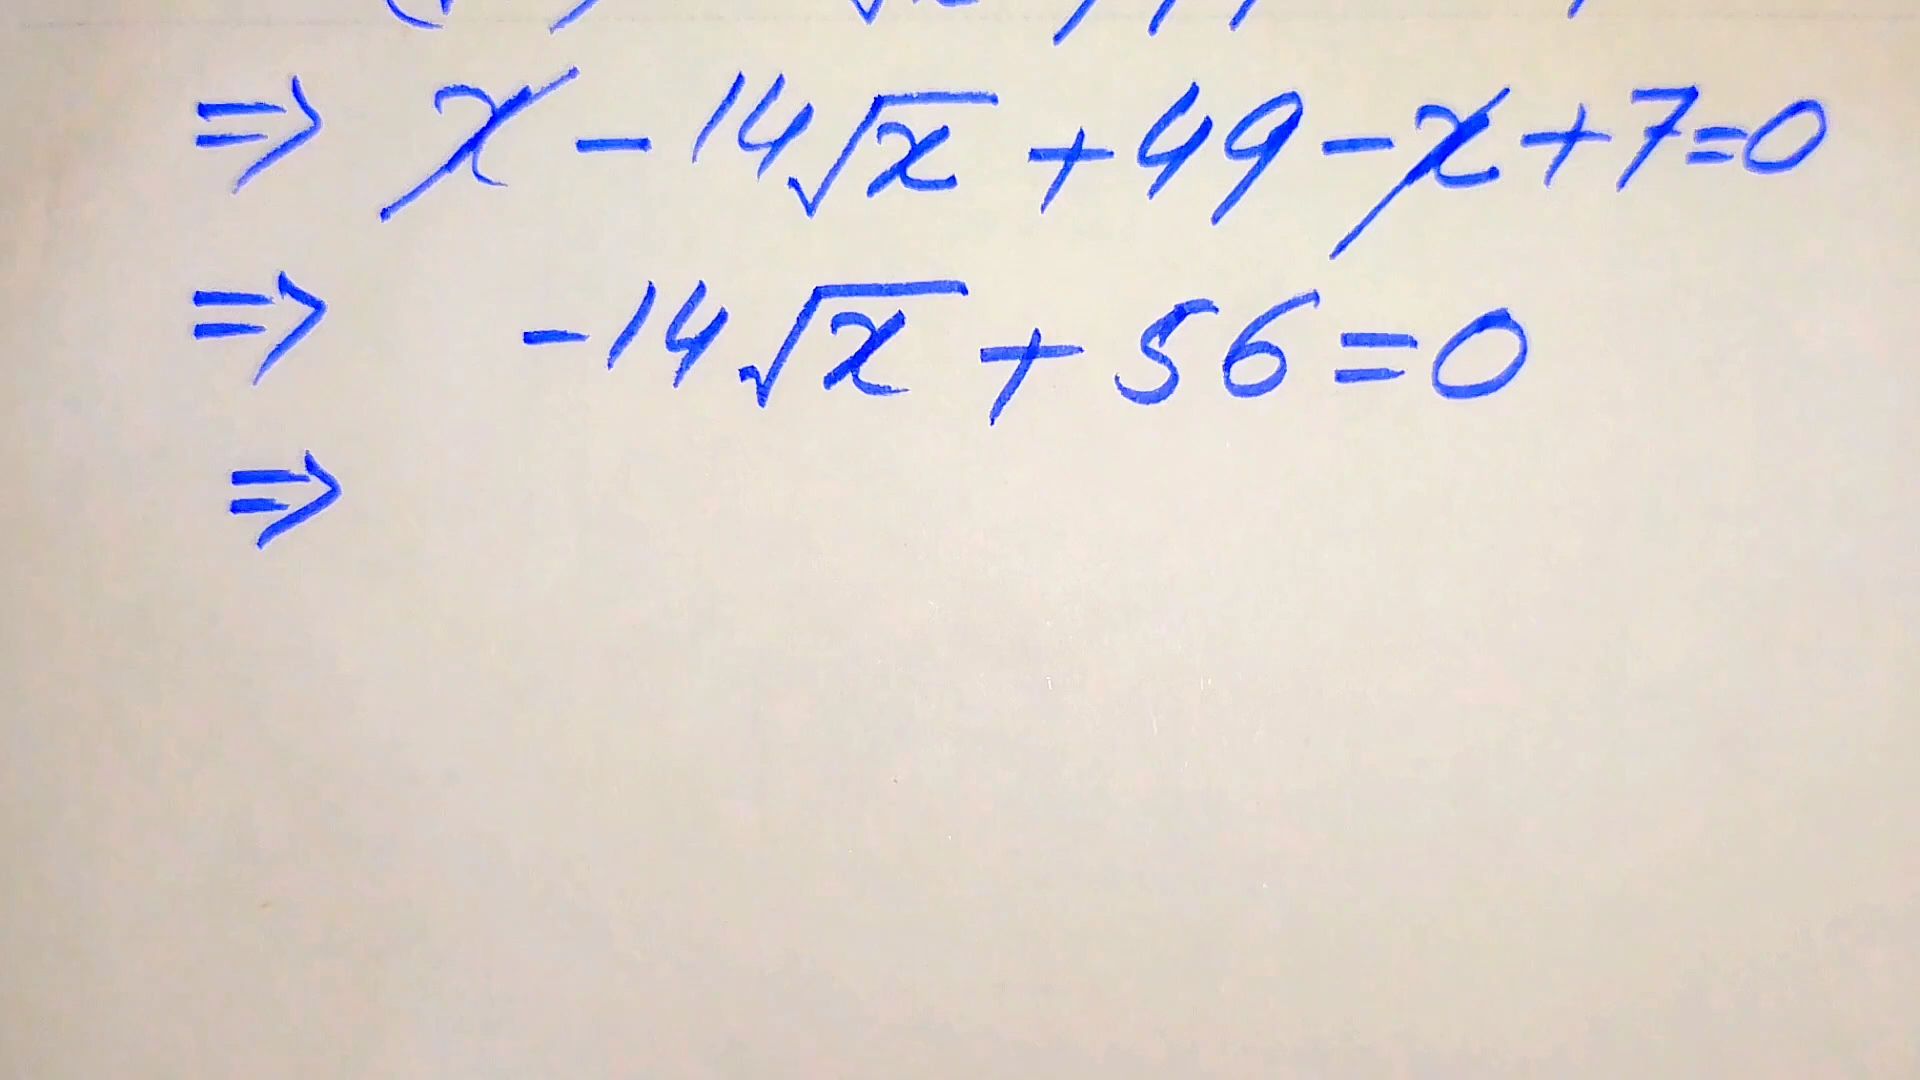 => x - 14√x + 49 - x + 7 = 0
=> -14√x + 56 = 0
=>